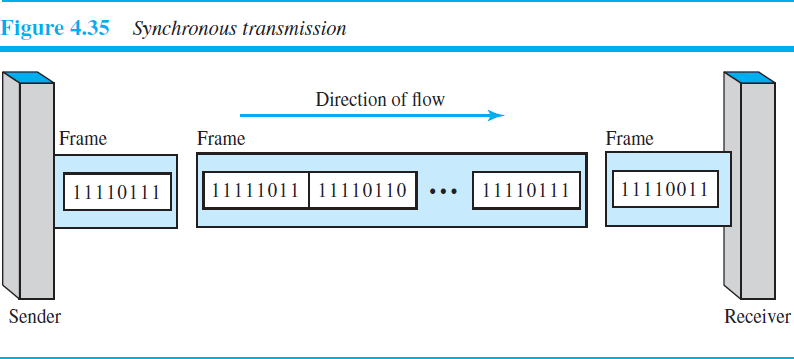 Figure 4.35 Synchronous transmission
Direction of flow
Frame Frame Frame
11110111 11111011 11110110 ••• 11110111 11110011
Sender Receiver